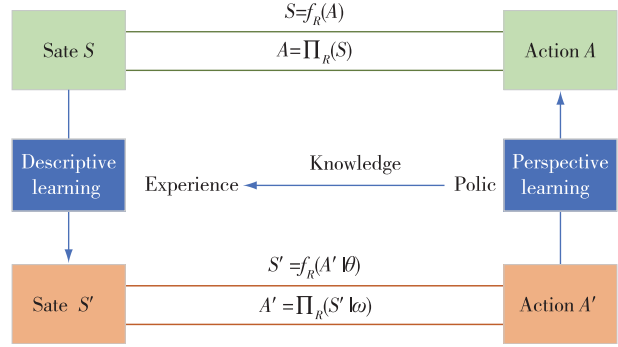 S=f_R(A)
Sate S
A=∏_R(S)
Action A
Descriptive
learning
Knowledge
Experience
Polic
Perspective
learning
S′=f_R(A′|θ)
Sate S′
A′=∏_R(S′|ω)
Action A′